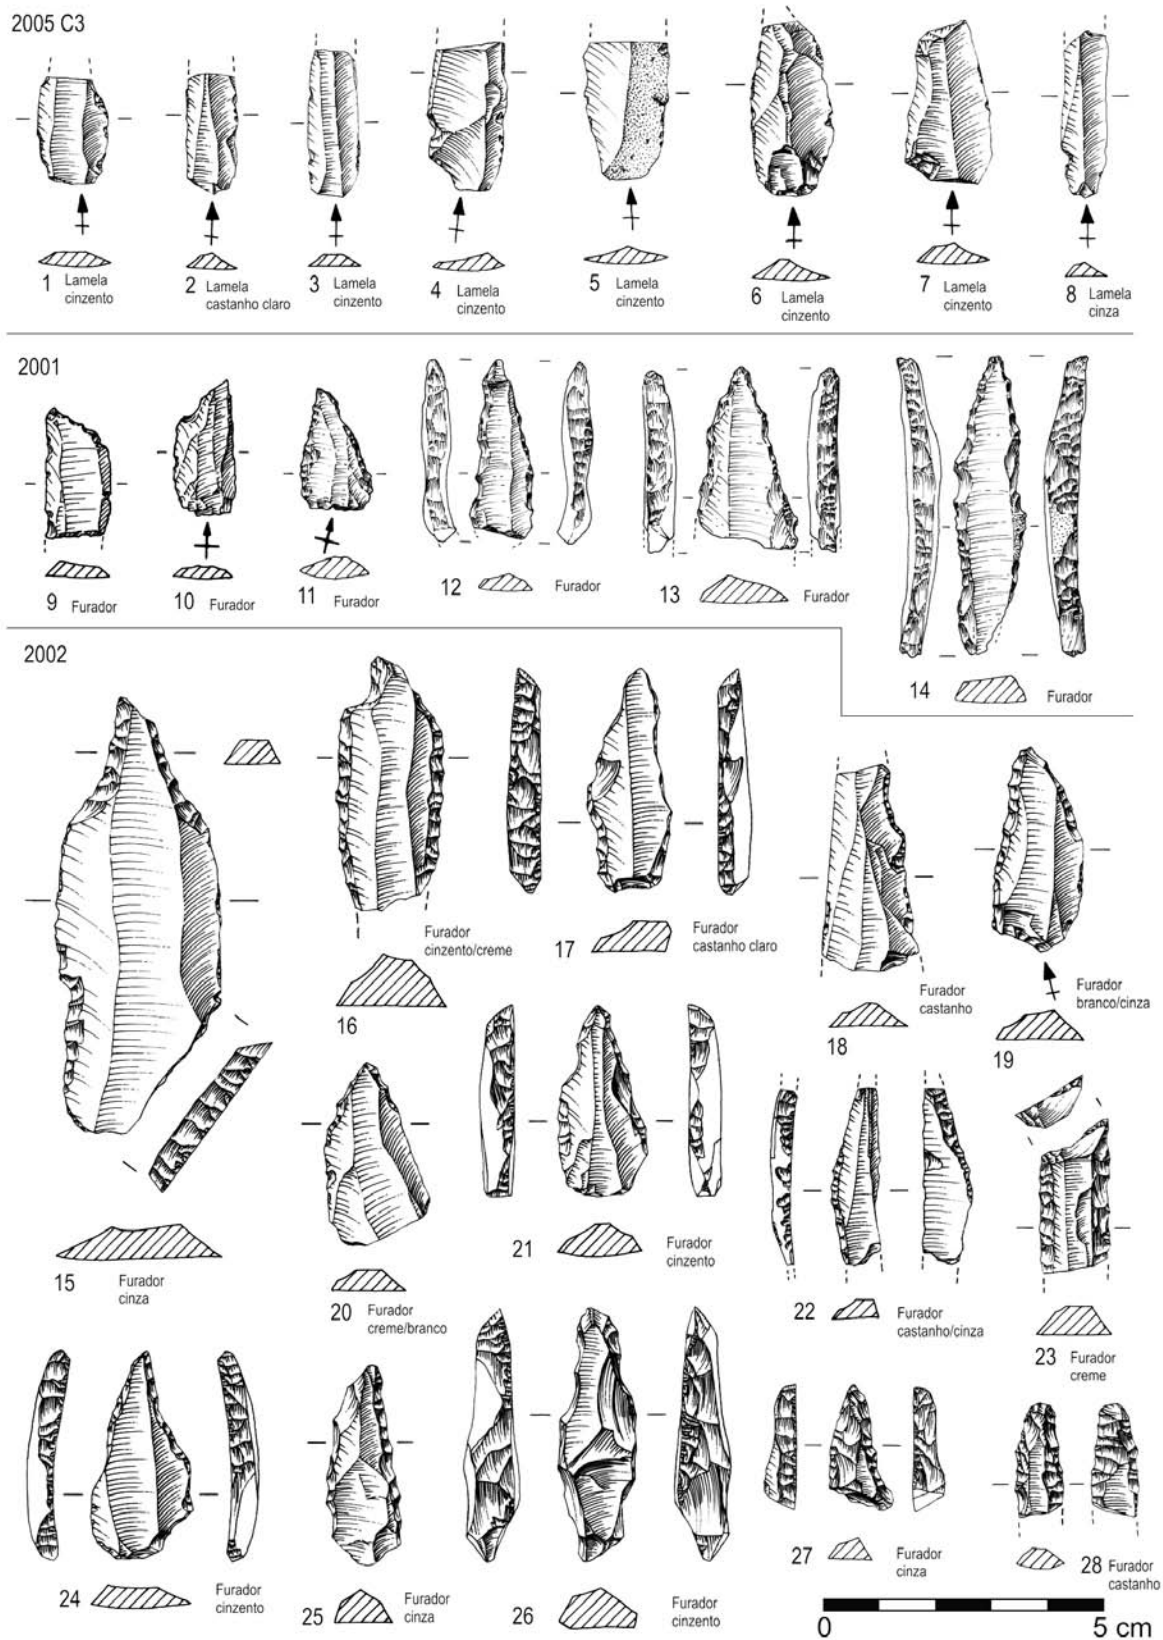 2005 C3
1 Lamela
cinzento
2 Lamela
castanho claro
3 Lamela
cinzento
4 Lamela
cinzento
5 Lamela
cinzento
6 Lamela
cinzento
7 Lamela
cinzento
8 Lamela
cinza
2001
9 Furador
10 Furador
11 Furador
12 Furador
13 Furador
14 Furador
2002
15 Furador
cinza
16 Furador
cinzento/creme
17 Furador
castanho claro
18 Furador
castanho
19 Furador
branco/cinza
20 Furador
creme/branco
21 Furador
cinzento
22 Furador
castanho/cinza
23 Furador
creme
24 Furador
cinzento
25 Furador
cinza
26 Furador
cinzento
27 Furador
cinza
28 Furador
castanho
0 5 cm